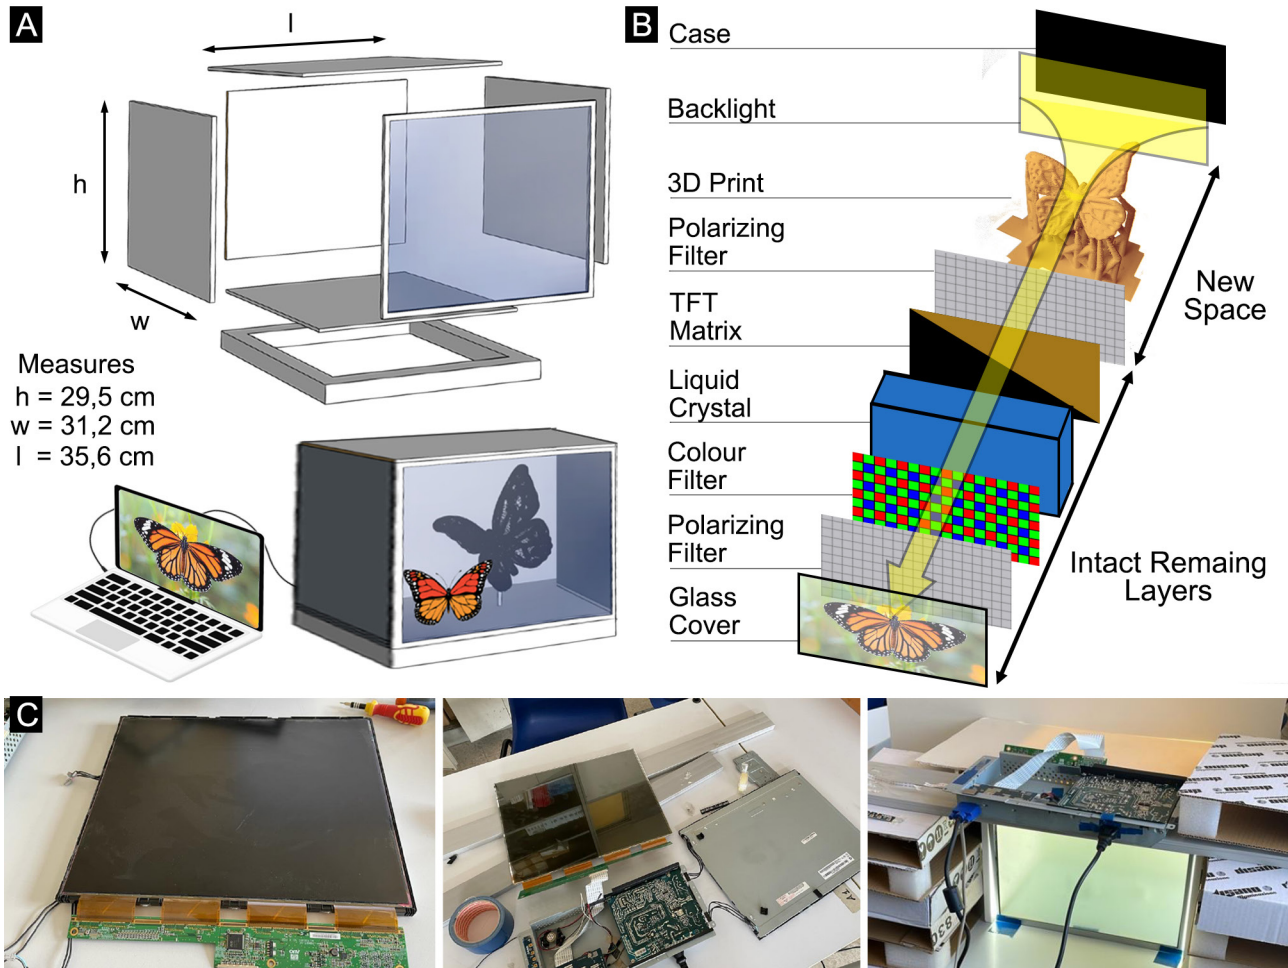 A
l
h
w
Measures
h = 29,5 cm
w = 31,2 cm
l = 35,6 cm
B
Case
Backlight
3D Print
Polarizing
Filter
TFT
Matrix
Liquid
Crystal
Colour
Filter
Polarizing
Filter
Glass
Cover
New
Space
Intact Remaing
Layers
C